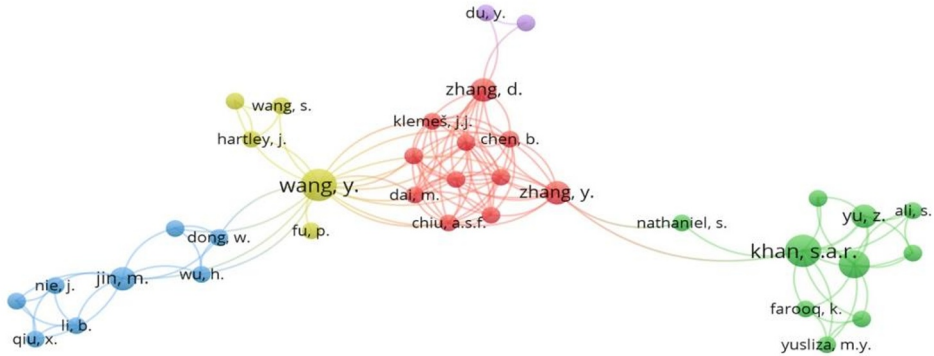 du, y.
zhang, d.
wang, s.
klemeš, j.j.
hartley, j.
chen, b.
wang, y.
dai, m.
zhang, y.
chiu, a.s.f.
nathaniel, s.
yu, z.
ali, s.
fu, p.
dong, w.
khan, s.a.r.
wu, h.
jin, m.
nie, j.
farooq, k.
li, b.
qiu, x.
yusliza, m.y.